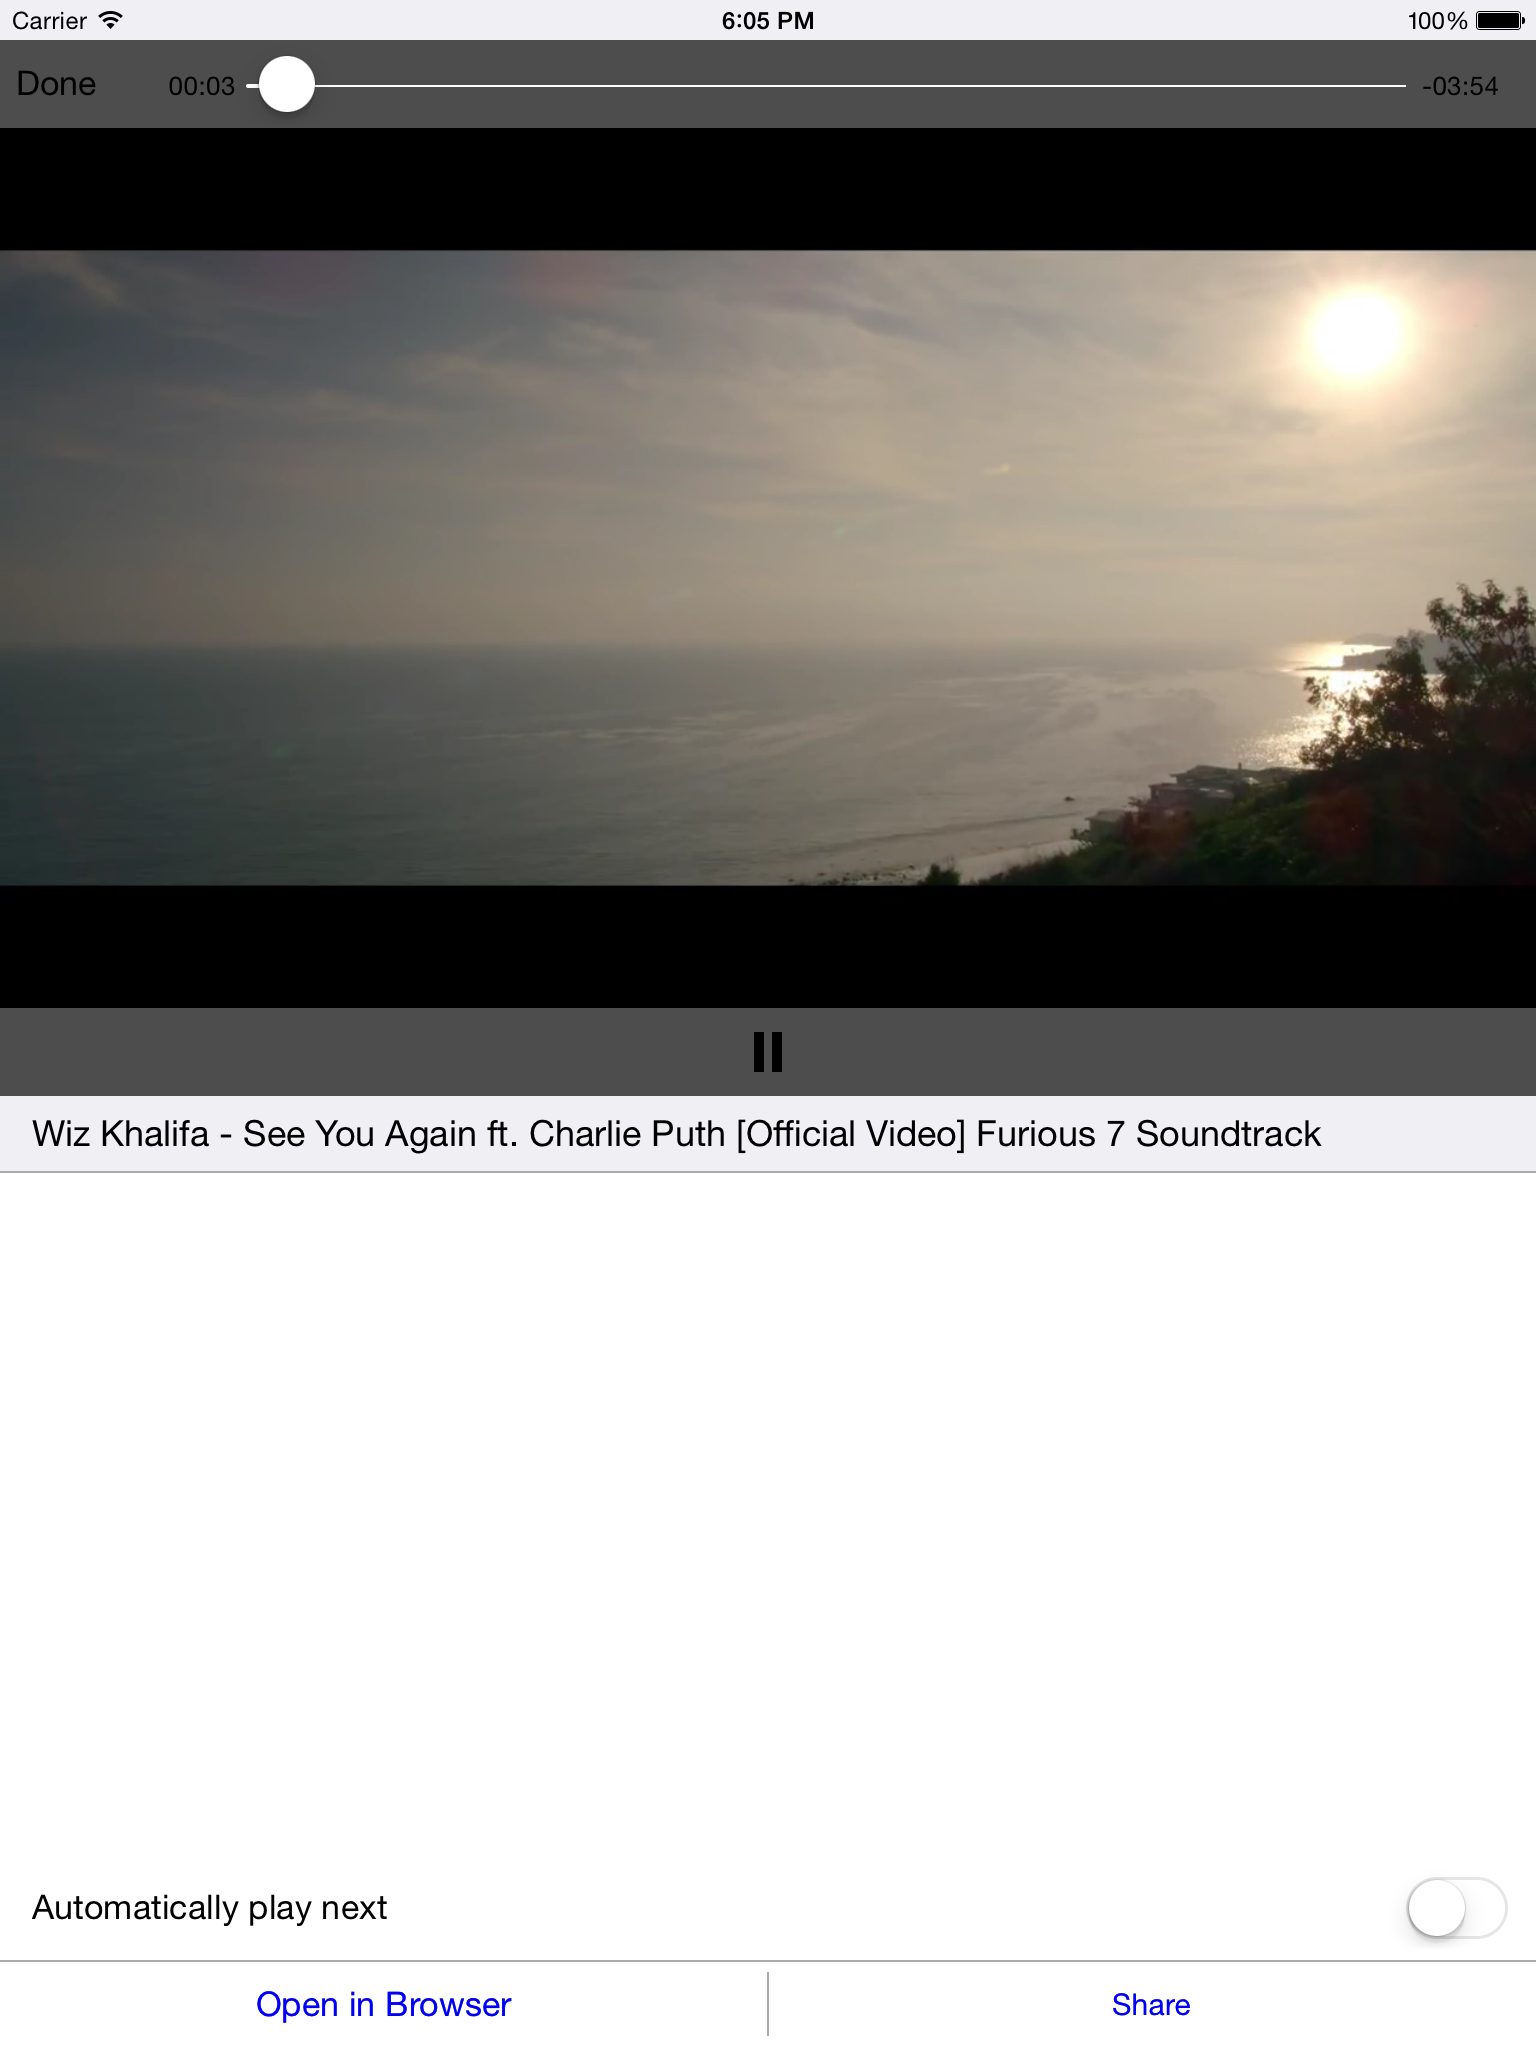 Carrier 6:05 PM 100%
Done 00:03 -03:54
Wiz Khalifa - See You Again ft. Charlie Puth [Official Video] Furious 7 Soundtrack
Automatically play next
Open in Browser Share